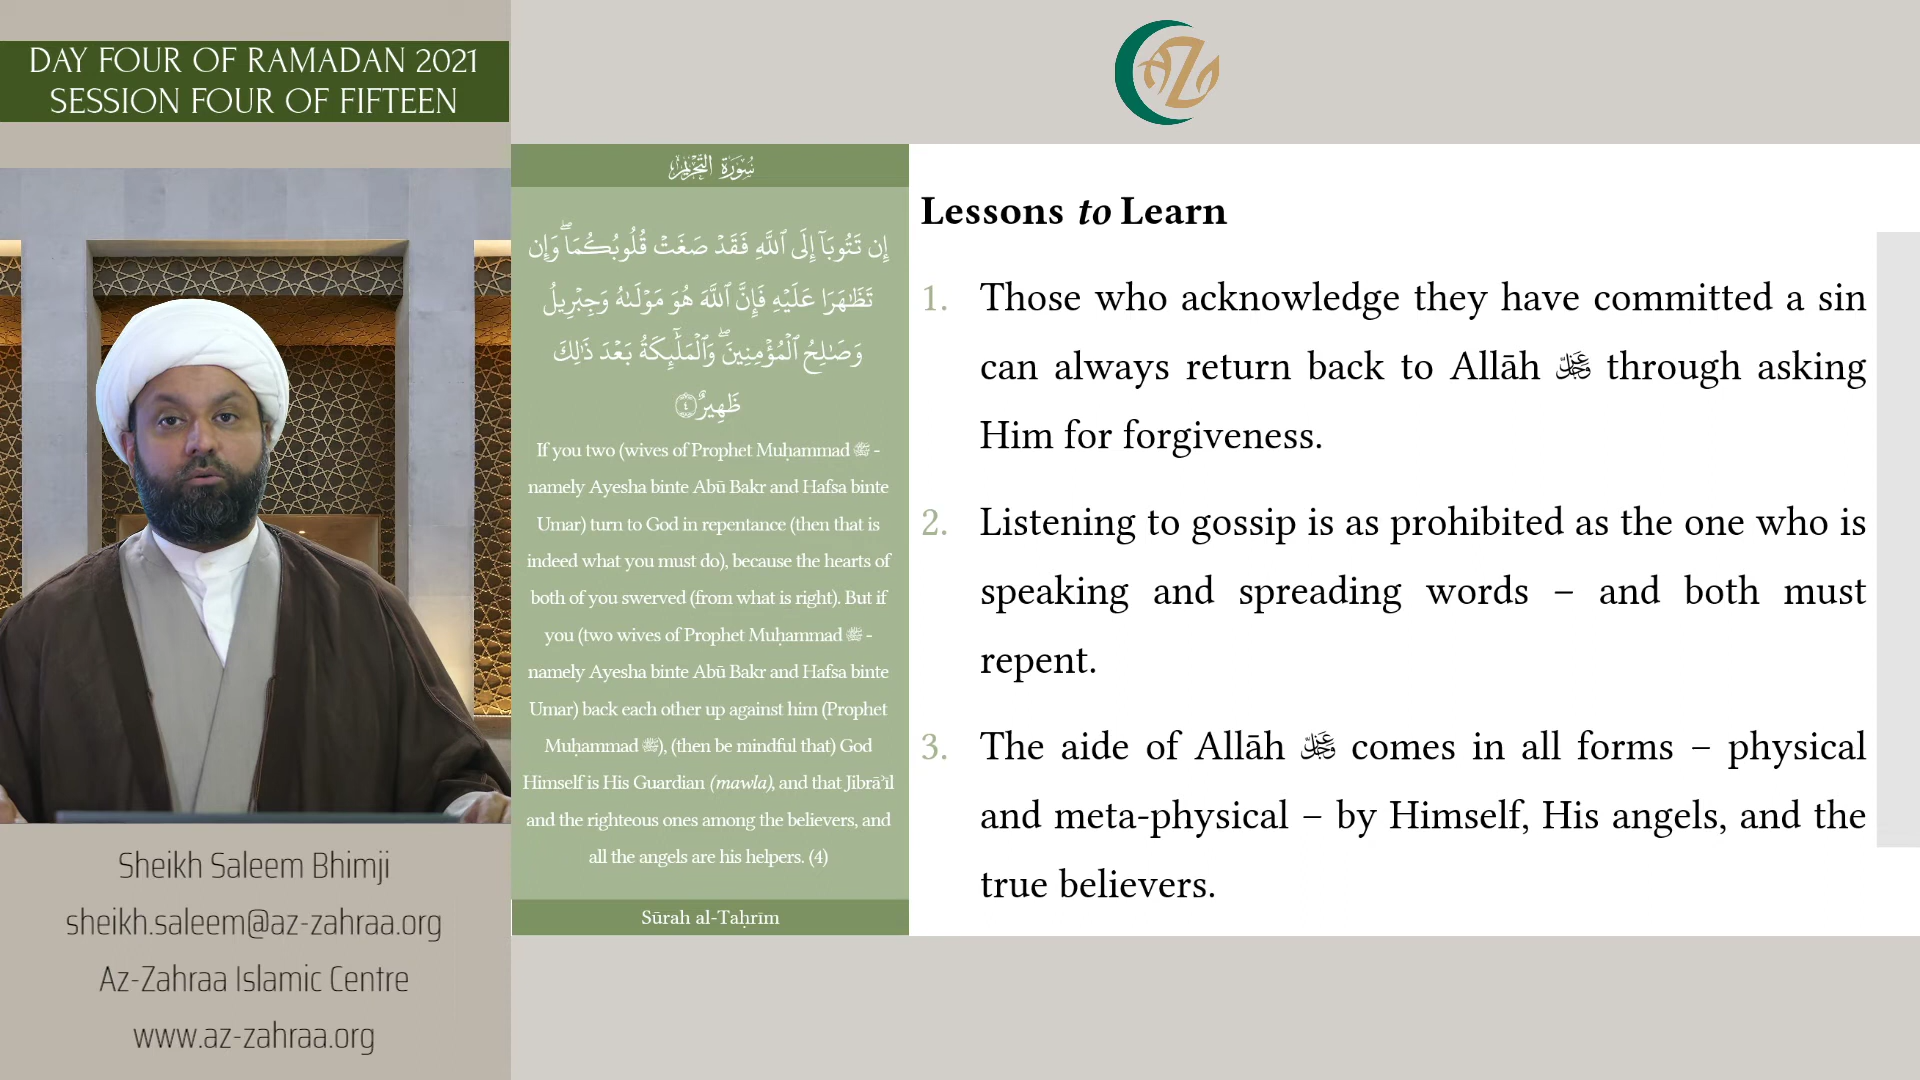 DAY FOUR OF RAMADAN 2021
SESSION FOUR OF FIFTEEN
AZA
سُورَةُ التَّحْرِيمِ
إِن تَتُوبَآ إِلَى ٱللَّهِ فَقَدْ صَغَتْ قُلُوبُكُمَا ۖ وَإِن
تَظَٰهَرَا عَلَيْهِ فَإِنَّ ٱللَّهَ هُوَ مَوْلَىٰهُ وَجِبْرِيلُ
وَصَٰلِحُ ٱلْمُؤْمِنِينَ ۖ وَٱلْمَلَٰٓئِكَةُ بَعْدَ ذَٰلِكَ
ظَهِيرٌ ٤
If you two (wives of Prophet Muḥammad ﷺ -
namely Ayesha binte Abū Bakr and Hafsa binte
Umar) turn to God in repentance (then that is
indeed what you must do), because the hearts of
both of you swerved (from what is right). But if
you (two wives of Prophet Muḥammad ﷺ -
namely Ayesha binte Abū Bakr and Hafsa binte
Umar) back each other up against him (Prophet
Muḥammad ﷺ), (then be mindful that) God
Himself is His Guardian (mawla), and that Jibrāʾīl
and the righteous ones among the believers, and
all the angels are his helpers. (4)
Sūrah al-Taḥrīm
Lessons to Learn
1. Those who acknowledge they have committed a sin
can always return back to Allāh عَزَّ وَجَلَّ through asking
Him for forgiveness.
2. Listening to gossip is as prohibited as the one who is
speaking and spreading words – and both must
repent.
3. The aide of Allāh عَزَّ وَجَلَّ comes in all forms – physical
and meta-physical – by Himself, His angels, and the
true believers.
Sheikh Saleem Bhimji
sheikh.saleem@az-zahraa.org
Az-Zahraa Islamic Centre
www.az-zahraa.org